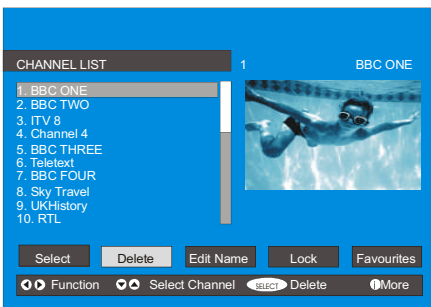 CHANNEL LIST
1 BBC ONE
1. BBC ONE
2. BBC TWO
3. ITV 8
4. Channel 4
5. BBC THREE
6. Teletext
7. BBC FOUR
8. Sky Travel
9. UKHistory
10. RTL
Select Delete Edit Name Lock Favourites
Function Select Channel SELECT Delete i More